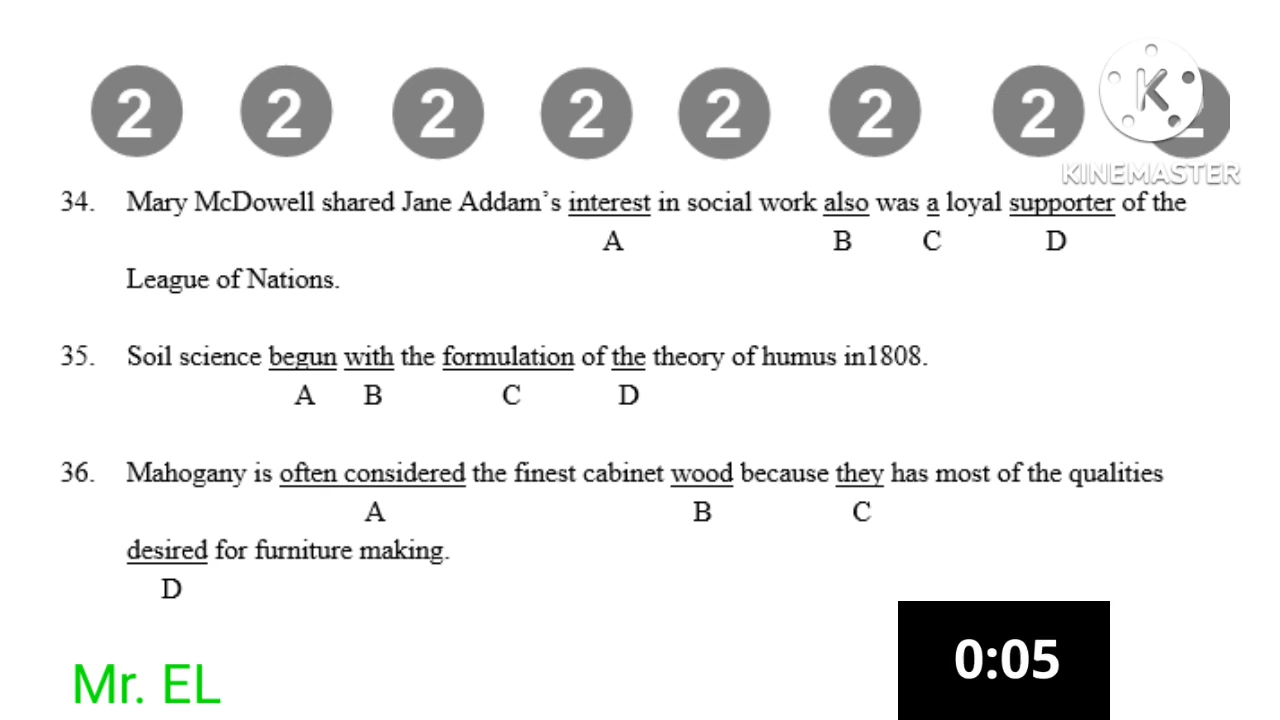 2 2 2 2 2 2 2 2
K
KINEMASTER
34. Mary McDowell shared Jane Addam's interest in social work also was a loyal supporter of the
A B C D
League of Nations.
35. Soil science begun with the formulation of the theory of humus in1808.
A B C D
36. Mahogany is often considered the finest cabinet wood because they has most of the qualities
A B C
desired for furniture making.
D
0:05
Mr. EL